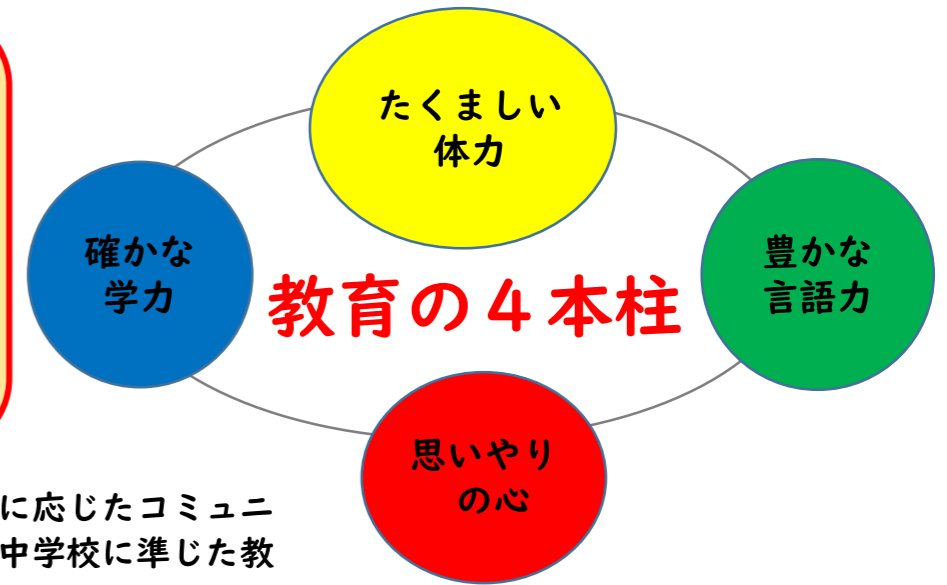 たくましい
体力
確かな
学力
豊かな
言語力
教育の４本柱
思いやり
の心
に応じたコミュニ
中学校に準じた教